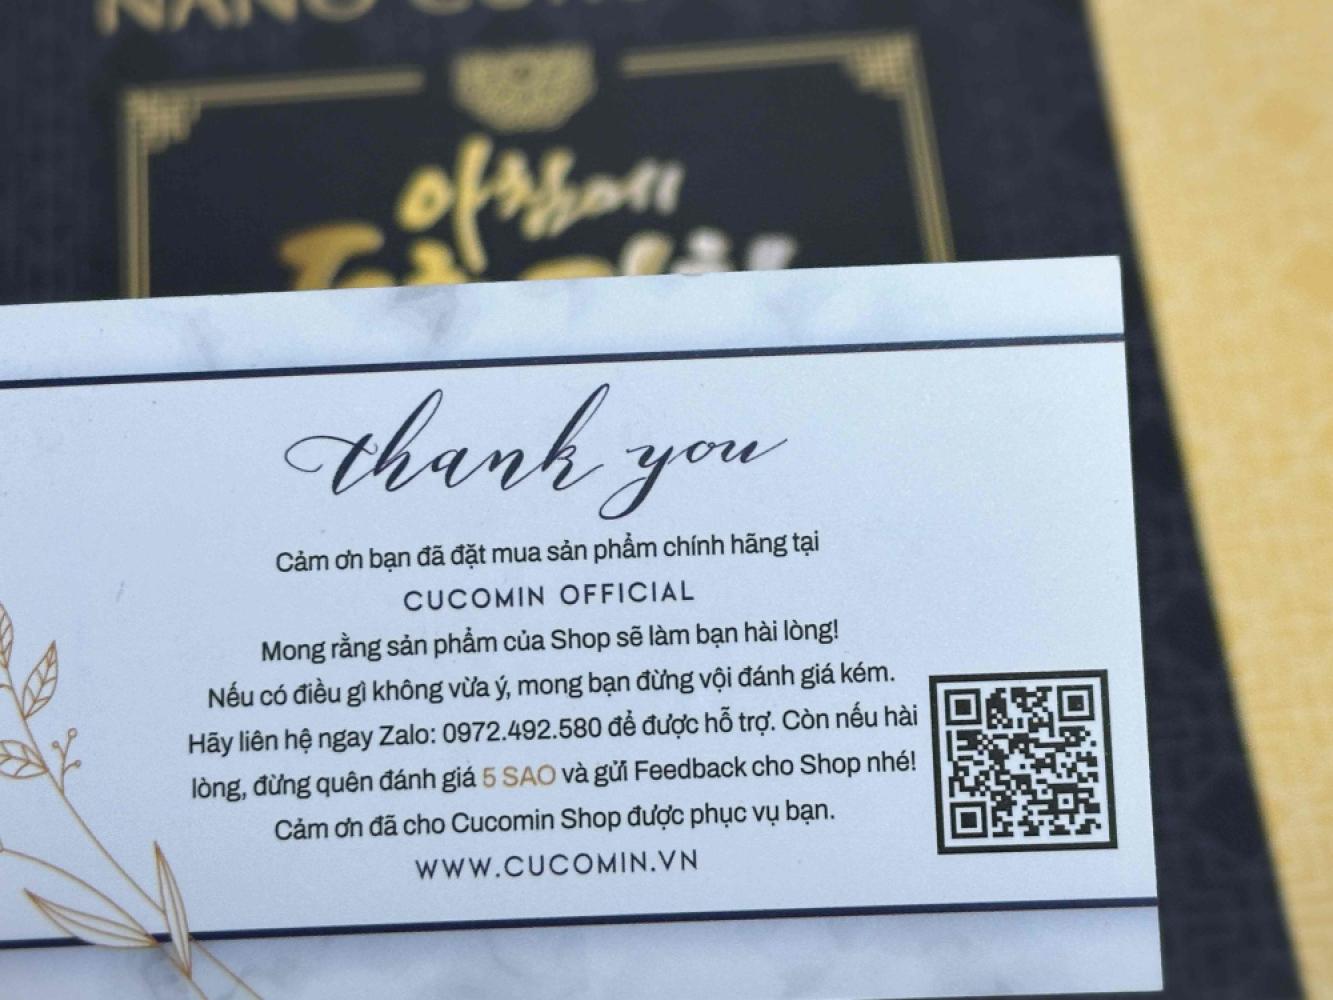 NANO
아침에
thank you
Cảm ơn bạn đã đặt mua sản phẩm chính hãng tại
CUCOMIN OFFICIAL
Mong rằng sản phẩm của Shop sẽ làm bạn hài lòng!
Nếu có điều gì không vừa ý, mong bạn đừng vội đánh giá kém.
Hãy liên hệ ngay Zalo: 0972.492.580 để được hỗ trợ. Còn nếu hài
lòng, đừng quên đánh giá 5 SAO và gửi Feedback cho Shop nhé!
Cảm ơn đã cho Cucomin Shop được phục vụ bạn.
WWW.CUCOMIN.VN